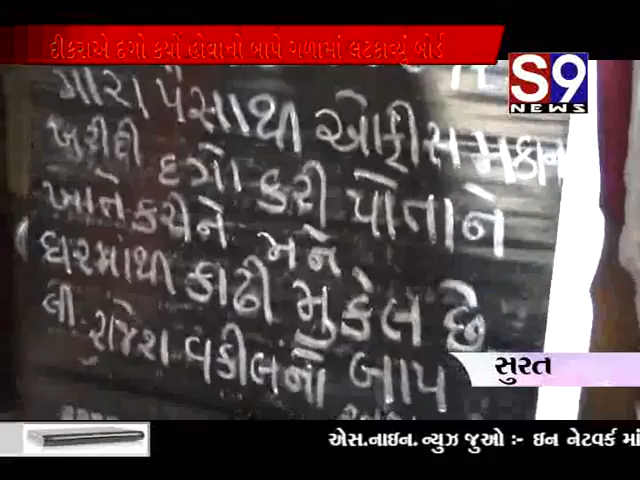 દીકરાએ દગો કર્યો હોવાનો બાપે ગળામાં લટકાવ્યું બોર્ડ
S9
NEWS
મારા પૈસાથી ઓફીસ મકાન
ખરીદી દગો કરી પોતાને
ખાતે કરીને મને
ઘરમાંથી કાઢી મુકેલ છે
લી. રાજેશ વકીલનો બાપ
સુરત
એસ.નાઇન. ન્યુઝ જુઓ :- ઇન નેટવર્ક માં